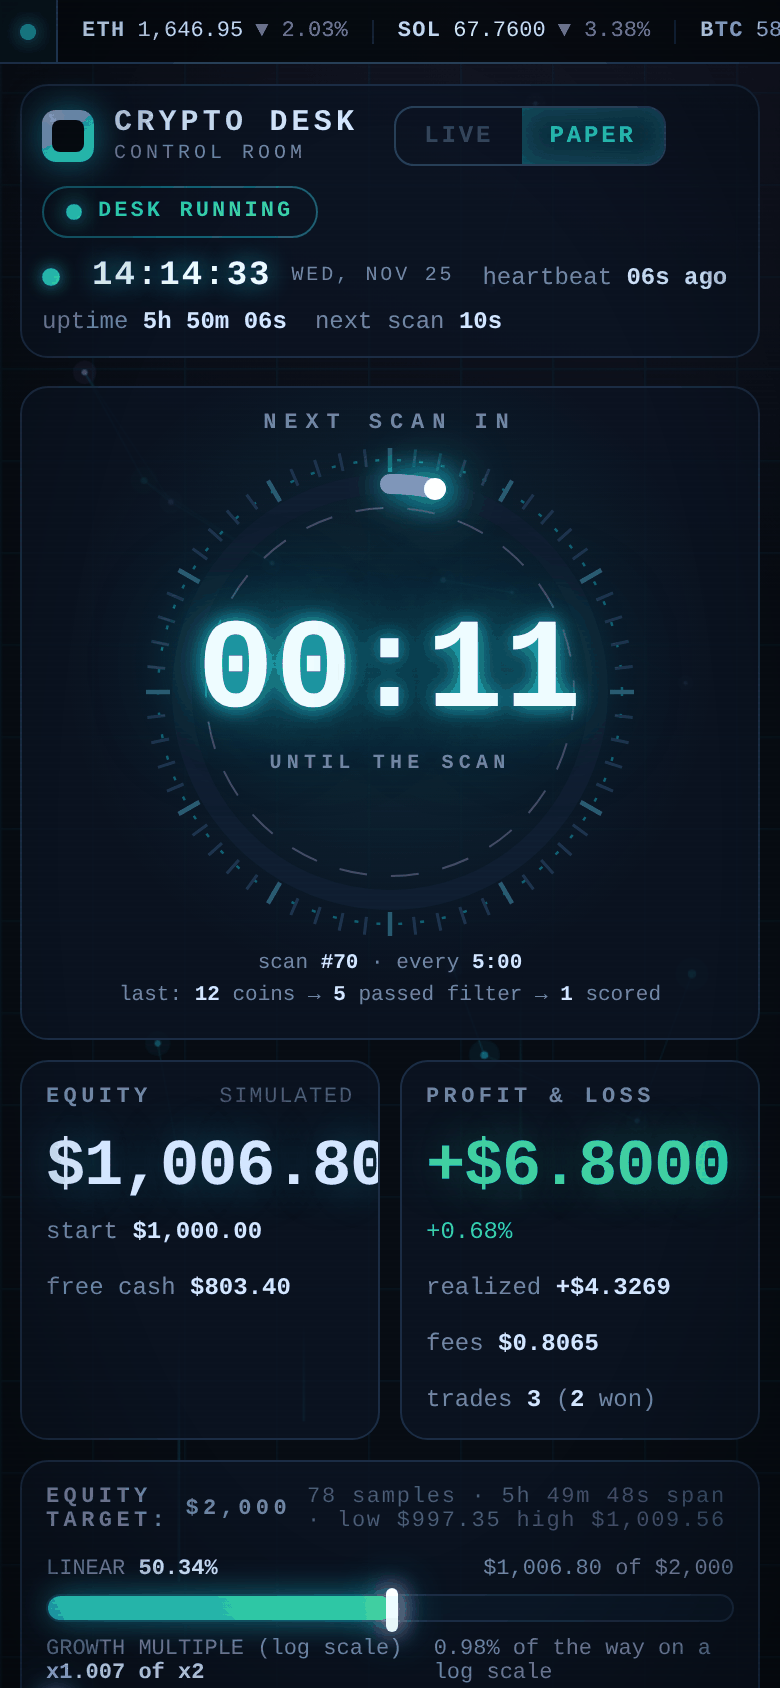 ETH 1,646.95 ▼ 2.03% SOL 67.7600 ▼ 3.38% BTC 58
CRYPTO DESK
CONTROL ROOM
LIVE PAPER
DESK RUNNING
14:14:33 WED, NOV 25 heartbeat 06s ago
uptime 5h 50m 06s next scan 10s
NEXT SCAN IN
00:11
UNTIL THE SCAN
scan #70 · every 5:00
last: 12 coins → 5 passed filter → 1 scored
EQUITY SIMULATED
$1,006.80
start $1,000.00
free cash $803.40
PROFIT & LOSS
+$6.8000
+0.68%
realized +$4.3269
fees $0.8065
trades 3 (2 won)
EQUITY TARGET: $2,000
78 samples · 5h 49m 48s span
· low $997.35 high $1,009.56
LINEAR 50.34% $1,006.80 of $2,000
GROWTH MULTIPLE (log scale)
x1.007 of x2
0.98% of the way on a
log scale